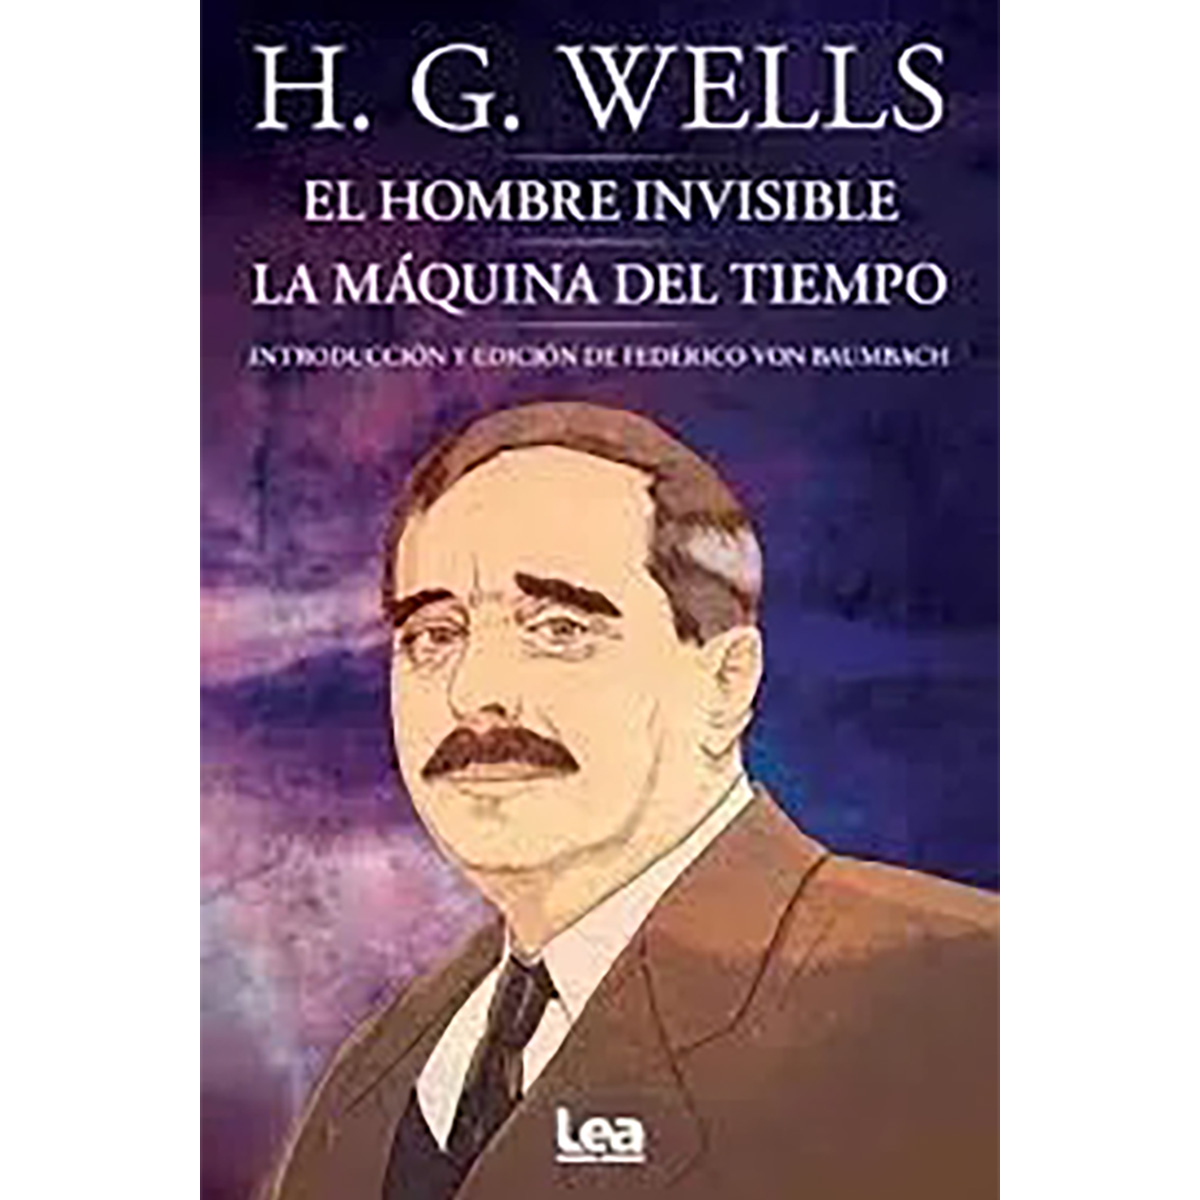 H. G. WELLS
EL HOMBRE INVISIBLE
LA MÁQUINA DEL TIEMPO
INTRODUCCIÓN Y EDICIÓN DE FEDERICO VON BAUMBACH
Lea